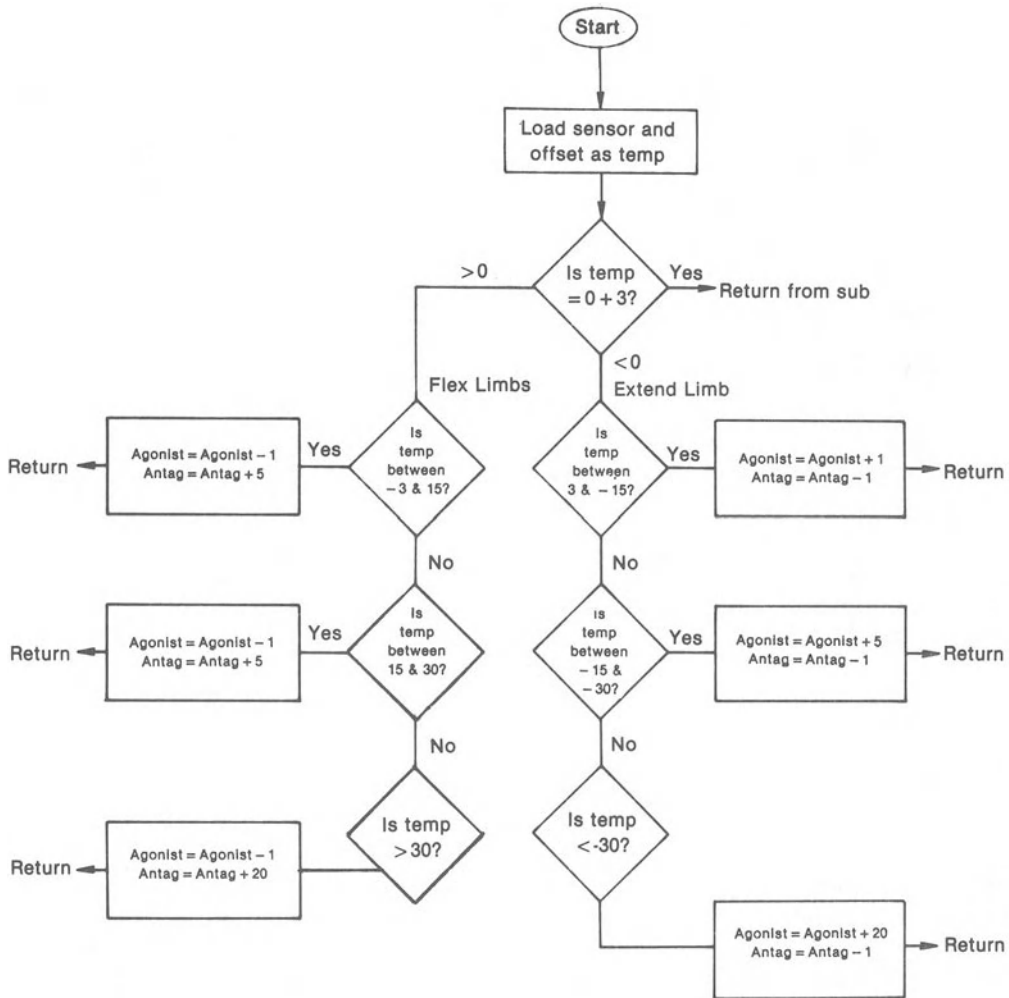 Start
Load sensor and
offset as temp
Is temp
= 0 + 3?
Yes
Return from sub
>0
<0
Flex Limbs
Extend Limb
Is
temp
between
− 3 & 15?
Yes
Agonist = Agonist − 1
Antag = Antag + 5
Return
Is
temp
between
3 & − 15?
Yes
Agonist = Agonist + 1
Antag = Antag − 1
Return
No
No
Is
temp
between
15 & 30?
Yes
Agonist = Agonist − 1
Antag = Antag + 5
Return
Is
temp
between
− 15 &
− 30?
Yes
Agonist = Agonist + 5
Antag = Antag − 1
Return
No
No
Is temp
> 30?
Agonist = Agonist − 1
Antag = Antag + 20
Return
Is temp
<-30?
Agonist = Agonist + 20
Antag = Antag − 1
Return